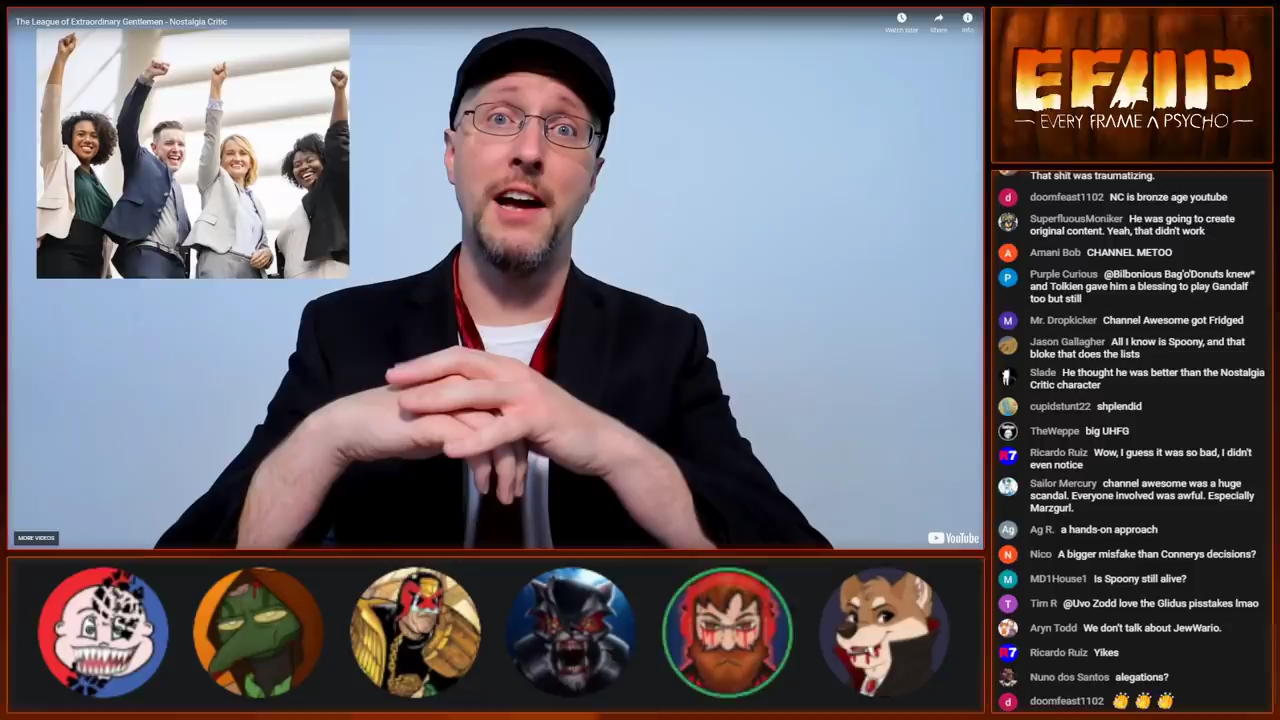 The League of Extraordinary Gentlemen - Nostalgia Critic
Watch later
Share
Info
MORE VIDEOS
YouTube
EFAP
EVERY FRAME A PSYCHO
That shit was traumatizing.
d doomfeast1102 NC is bronze age youtube
SuperfluousMoniker He was going to create
original content. Yeah, that didn't work
A Amani Bob CHANNEL METOO
P Purple Curious @Bilbonious Bag'o'Donuts knew*
and Tolkien gave him a blessing to play Gandalf
too but still
M Mr. Dropkicker Channel Awesome got Fridged
Jason Gallagher All I know is Spoony, and that
bloke that does the lists
Slade He thought he was better than the Nostalgia
Critic character
cupidstunt22 shplendid
TheWeppe big UHFG
R7 Ricardo Ruiz Wow, I guess it was so bad, I didn't
even notice
Sailor Mercury channel awesome was a huge
scandal. Everyone involved was awful. Especially
Marzgurl.
Ag Ag R. a hands-on approach
N Nico A bigger misfake than Connerys decisions?
M MD1House1 Is Spoony still alive?
T Tim R @Uvo Zodd love the Glidus pisstakes lmao
Aryn Todd We don't talk about JewWario.
R7 Ricardo Ruiz Yikes
Nuno dos Santos alegations?
d doomfeast1102 👏 👏 👏